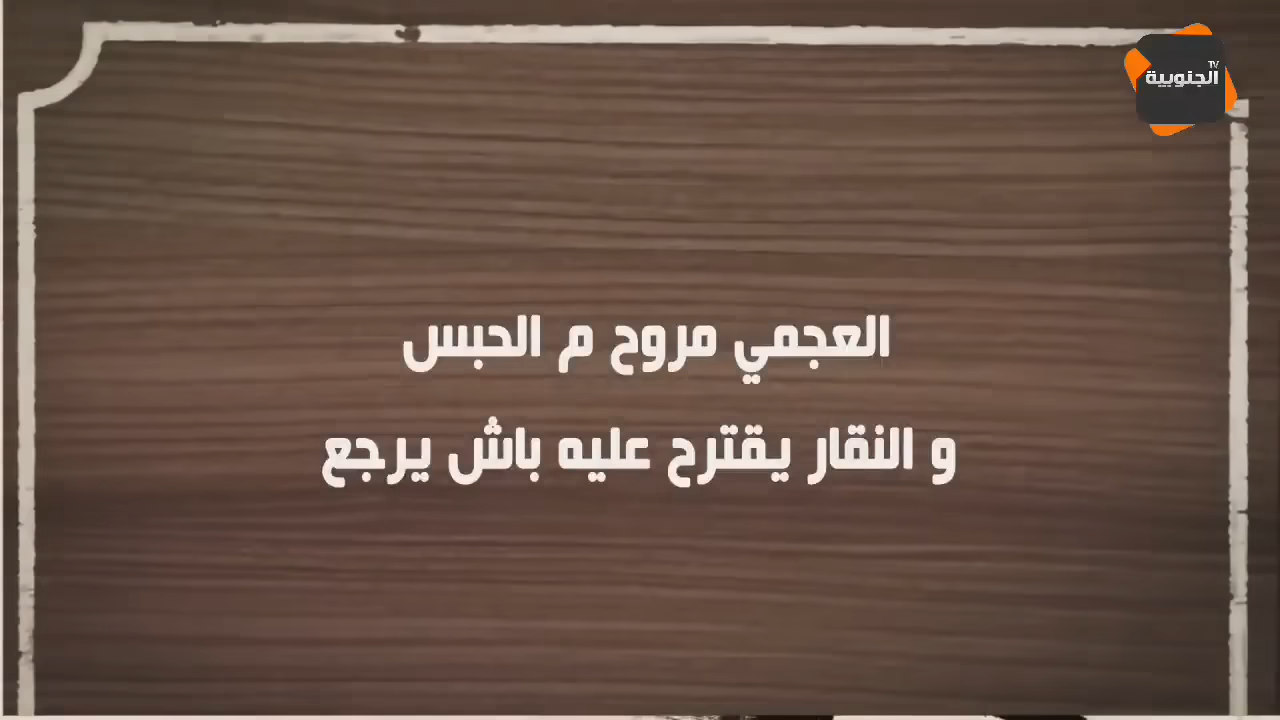 TV
الجنوبية
العجمي مروح م الحبس
و النقار يقترح عليه باش يرجع